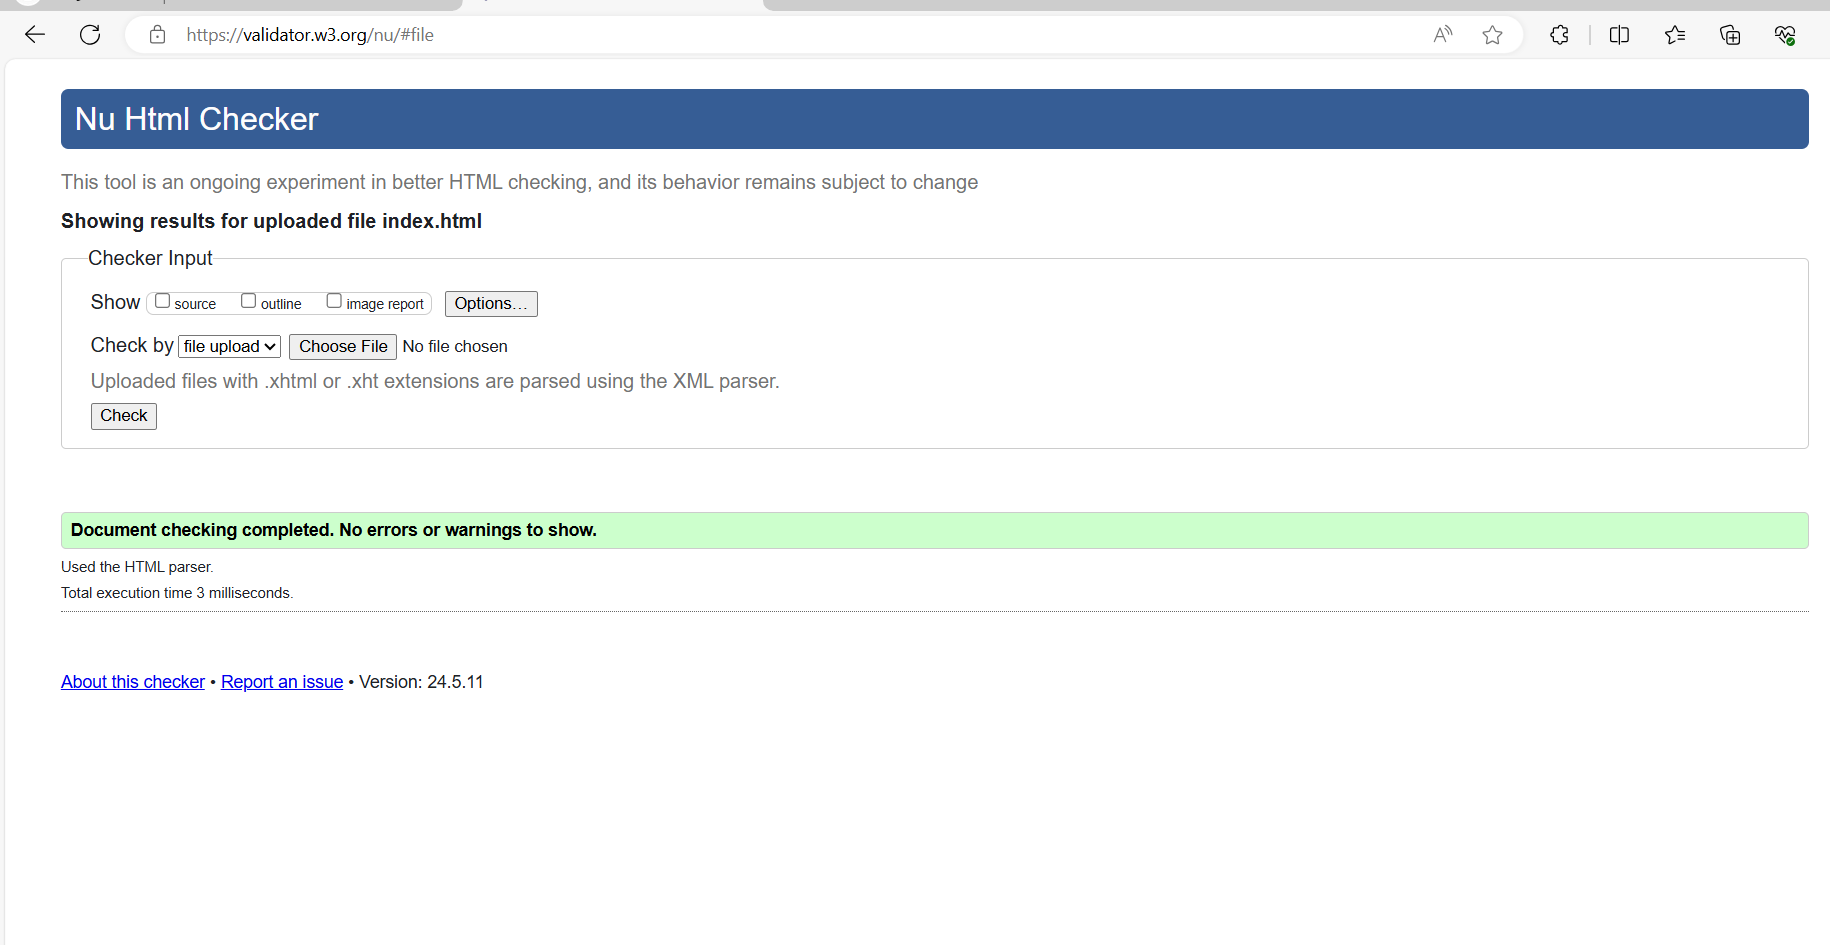 https://validator.w3.org/nu/#file
Nu Html Checker
This tool is an ongoing experiment in better HTML checking, and its behavior remains subject to change
Showing results for uploaded file index.html
Checker Input
Show source outline image report Options...
Check by file upload Choose File No file chosen
Uploaded files with .xhtml or .xht extensions are parsed using the XML parser.
Check
Document checking completed. No errors or warnings to show.
Used the HTML parser.
Total execution time 3 milliseconds.
About this checker • Report an issue • Version: 24.5.11